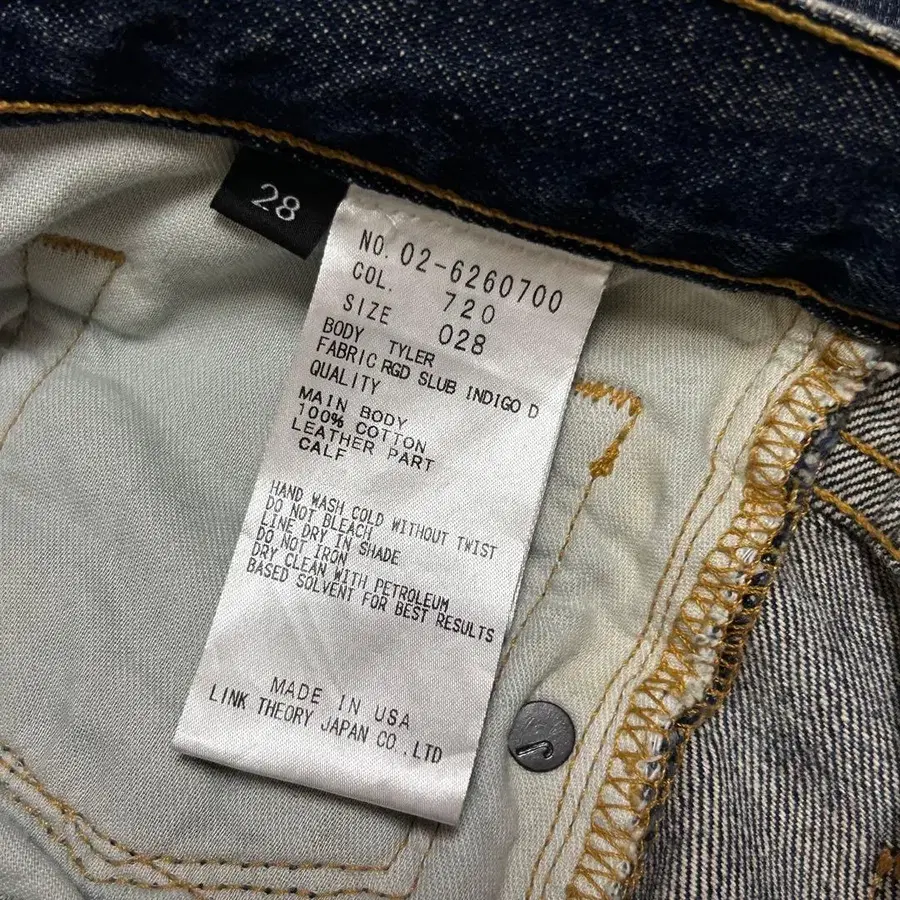 28
NO. 02-6260700
COL. 720
SIZE 028
BODY TYLER
FABRIC RGD SLUB INDIGO D
QUALITY
MAIN BODY
100% COTTON
LEATHER PART
CALF
HAND WASH COLD WITHOUT TWIST
DO NOT BLEACH
LINE DRY IN SHADE
DO NOT IRON
DRY CLEAN WITH PETROLEUM
BASED SOLVENT FOR BEST RESULTS
MADE IN USA
LINK THEORY JAPAN CO.,LTD